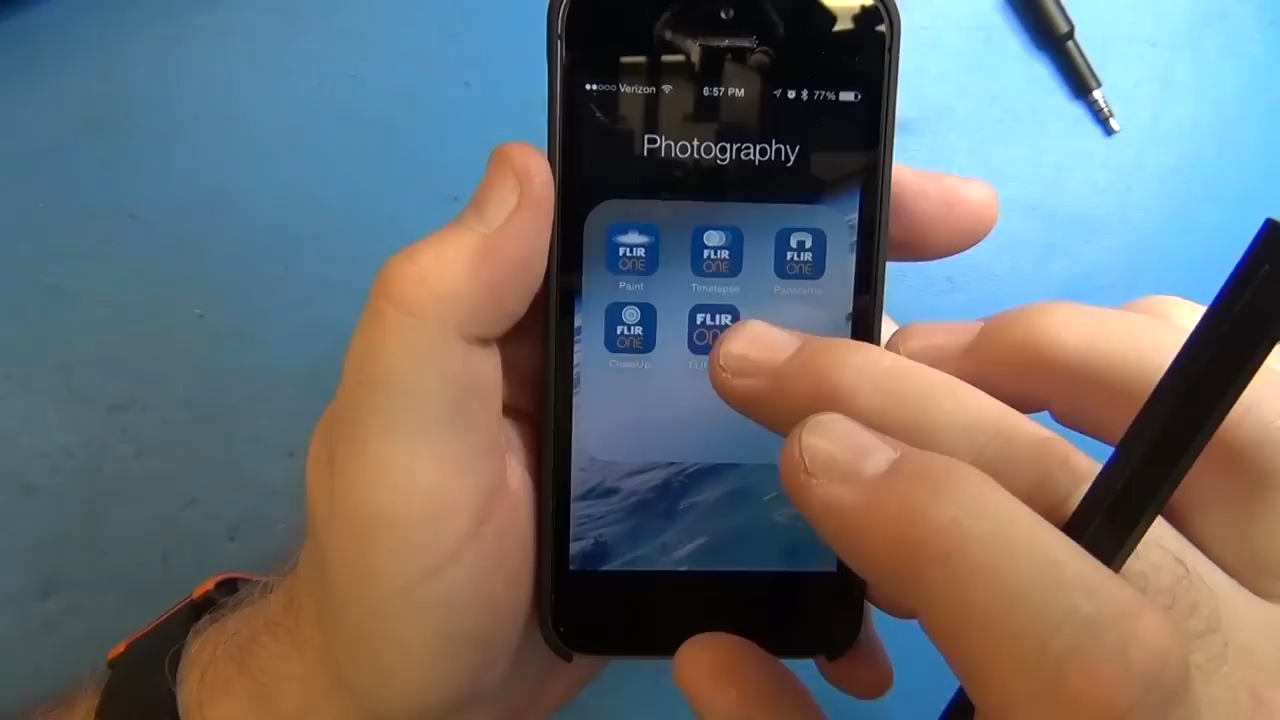 Verizon 6:57 PM 77%
Photography
FLIR ONE FLIR ONE FLIR ONE
Paint Timelapse Panorama
FLIR ONE FLIR
CloseUp